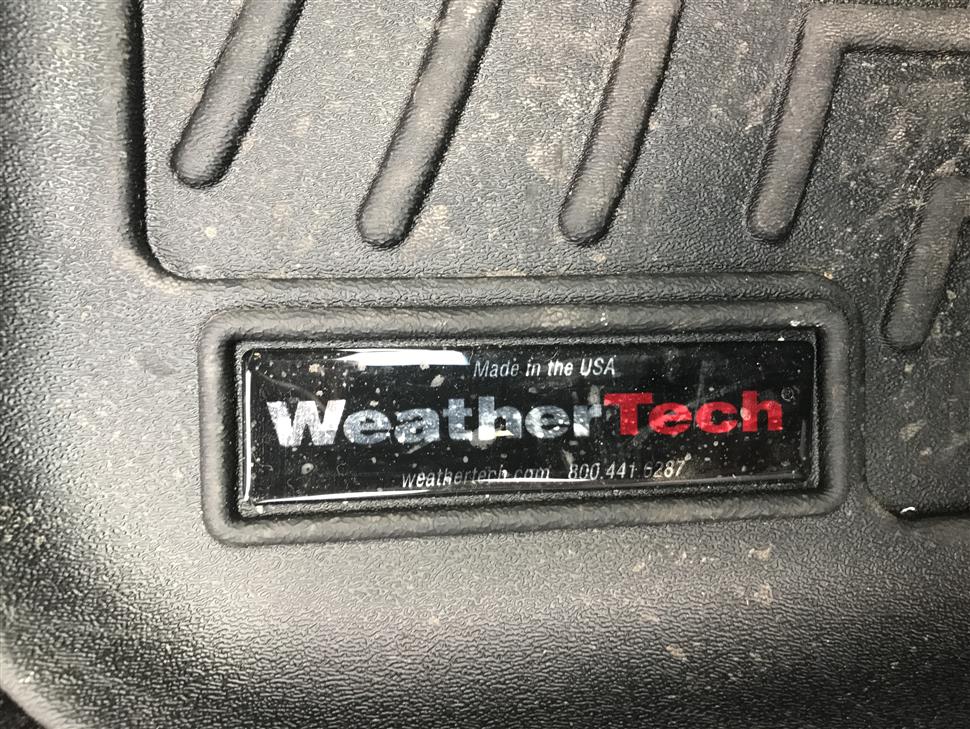 Made in the USA
WeatherTech
weathertech.com 800 441 6287